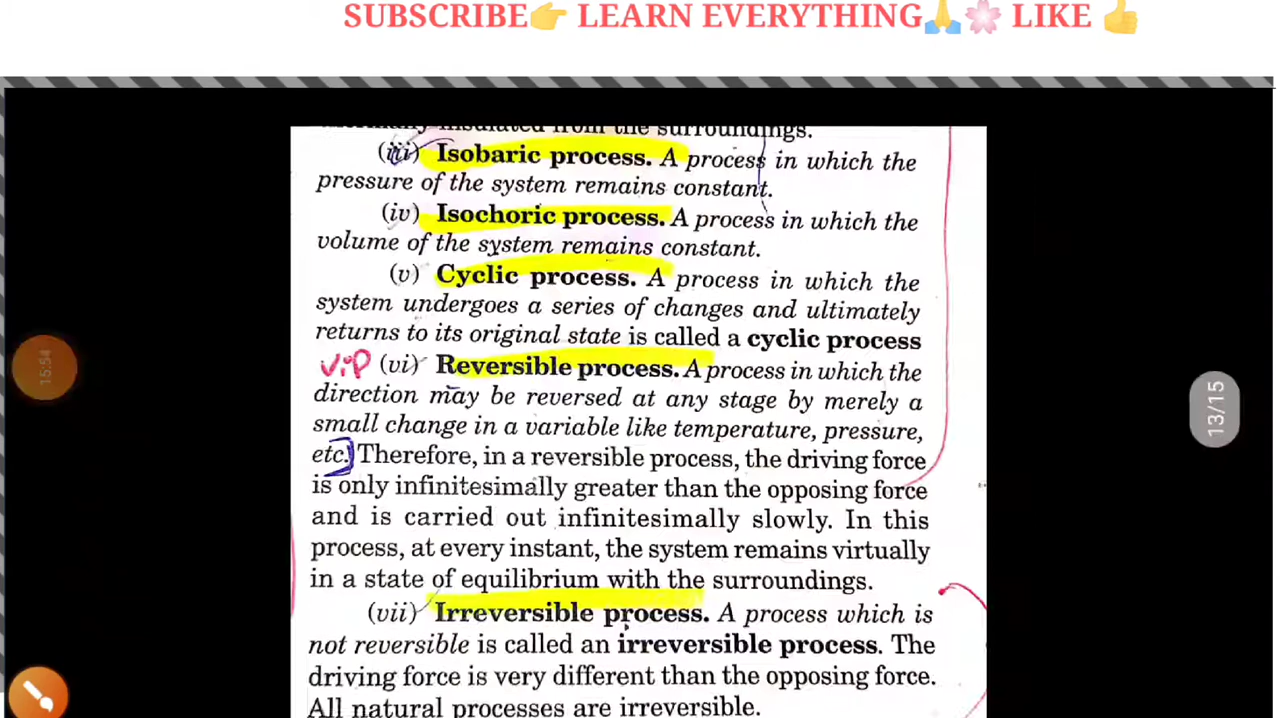 SUBSCRIBE👉 LEARN EVERYTHING🙏🌸 LIKE 👍
thermally insulated from the surroundings.
(iii) Isobaric process. A process in which the
pressure of the system remains constant.
(iv) Isochoric process. A process in which the
volume of the system remains constant.
(v) Cyclic process. A process in which the
system undergoes a series of changes and ultimately
returns to its original state is called a cyclic process
V.I.P (vi) Reversible process. A process in which the
direction may be reversed at any stage by merely a
small change in a variable like temperature, pressure,
etc. Therefore, in a reversible process, the driving force
is only infinitesimally greater than the opposing force
and is carried out infinitesimally slowly. In this
process, at every instant, the system remains virtually
in a state of equilibrium with the surroundings.
(vii) Irreversible process. A process which is
not reversible is called an irreversible process. The
driving force is very different than the opposing force.
All natural processes are irreversible.
15:54
13/15